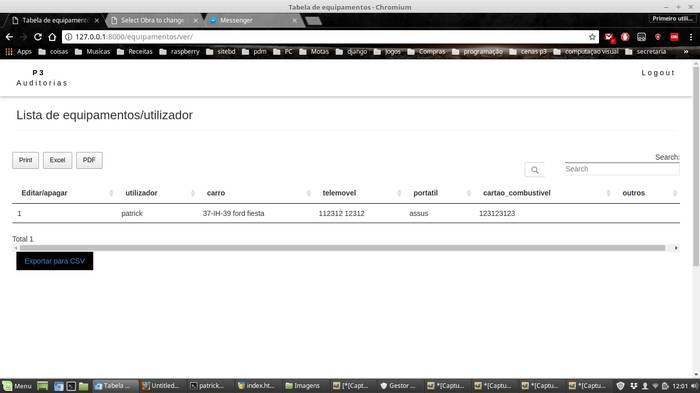 Tabela de equipamentos - Chromium
Tabela de equipament
Select Obra to change
Messenger
Primeiro utili...
127.0.0.1:8000/equipamentos/ver/
Apps coisas Musicas Receitas raspberry sitebd pdm PC Motas django Jogos Compras programação cenas p3 computaçao visual secretaria
P3
Auditorias
Logout
Lista de equipamentos/utilizador
Print Excel PDF
Search:
Search
Editar/apagar utilizador carro telemovel portatil cartao_combustivel outros
1 patrick 37-IH-39 ford fiesta 112312 12312 assus 123123123
Total 1
Exportar para CSV
Menu Tabela ... Untitled... patrick... index.ht... Imagens [*[Capt... Gestor ... *[Captu... *[Captu... *[Captu... *[Captu... 12:01